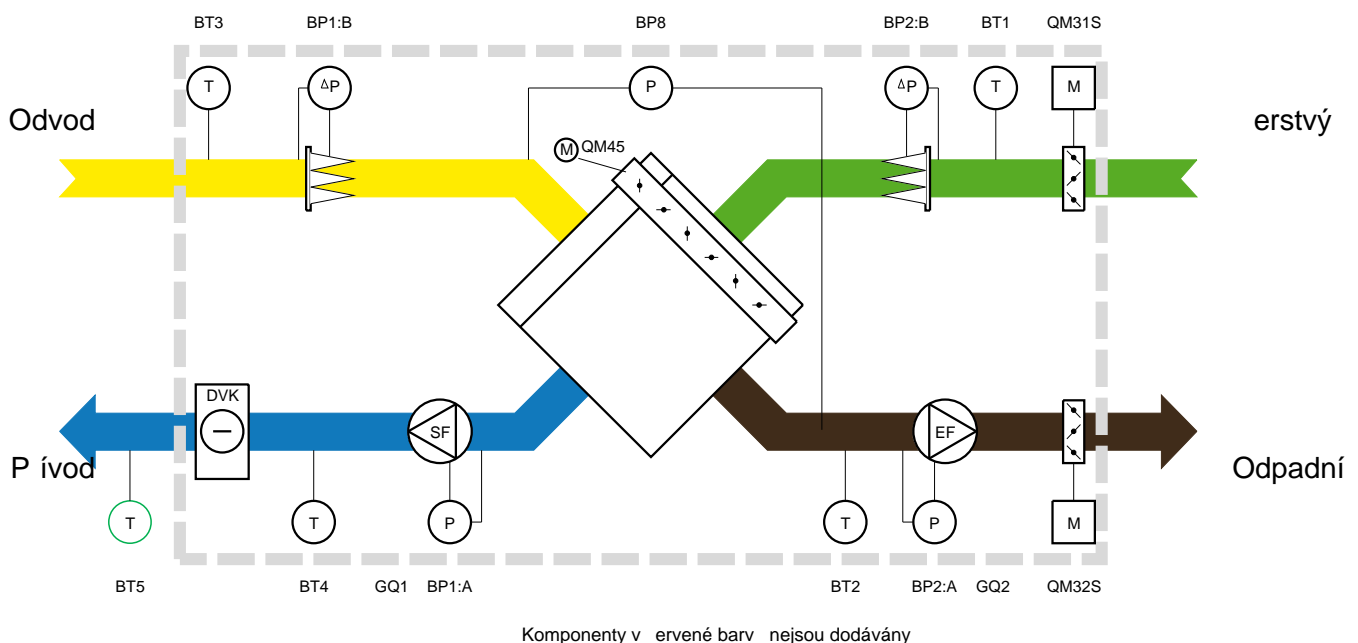 BT3 BP1:B BP8 BP2:B BT1 QM31S
T ΔP P ΔP T M
Odvod erstvý
M QM45
DVK
SF EF
P ívod Odpadní
T T P T P M
BT5 BT4 GQ1 BP1:A BT2 BP2:A GQ2 QM32S
Komponenty v ervené barv nejsou dodávány